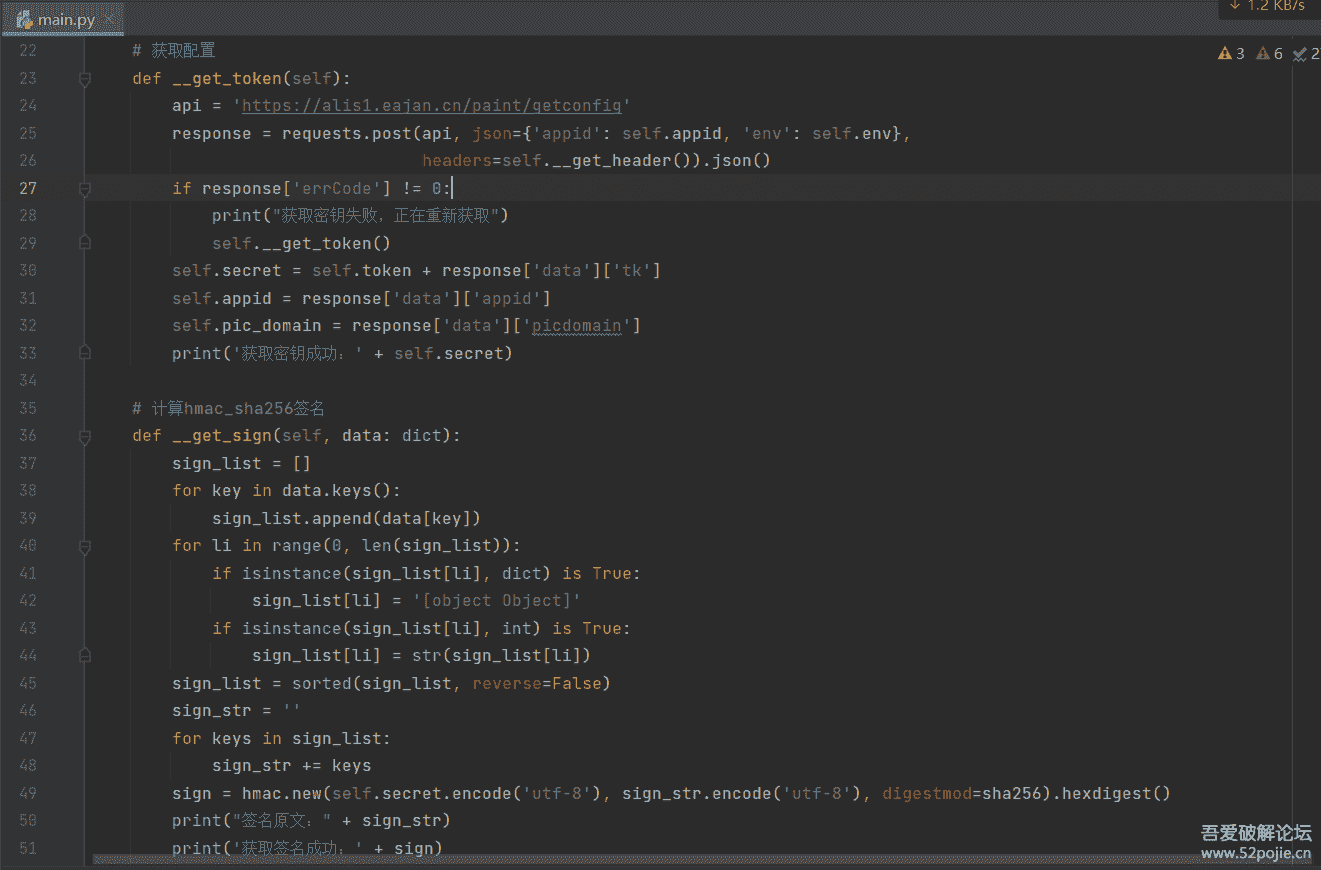 main.py
1.2 KB/s
3 6
22 # 获取配置
23 def __get_token(self):
24 api = 'https://alis1.eajan.cn/paint/getconfig'
25 response = requests.post(api, json={'appid': self.appid, 'env': self.env},
26 headers=self.__get_header()).json()
27 if response['errCode'] != 0:
28 print("获取密钥失败，正在重新获取")
29 self.__get_token()
30 self.secret = self.token + response['data']['tk']
31 self.appid = response['data']['appid']
32 self.pic_domain = response['data']['picdomain']
33 print('获取密钥成功：' + self.secret)
34
35 # 计算hmac_sha256签名
36 def __get_sign(self, data: dict):
37 sign_list = []
38 for key in data.keys():
39 sign_list.append(data[key])
40 for li in range(0, len(sign_list)):
41 if isinstance(sign_list[li], dict) is True:
42 sign_list[li] = '[object Object]'
43 if isinstance(sign_list[li], int) is True:
44 sign_list[li] = str(sign_list[li])
45 sign_list = sorted(sign_list, reverse=False)
46 sign_str = ''
47 for keys in sign_list:
48 sign_str += keys
49 sign = hmac.new(self.secret.encode('utf-8'), sign_str.encode('utf-8'), digestmod=sha256).hexdigest()
50 print("签名原文：" + sign_str)
51 print('获取签名成功：' + sign)
吾爱破解论坛
www.52pojie.cn